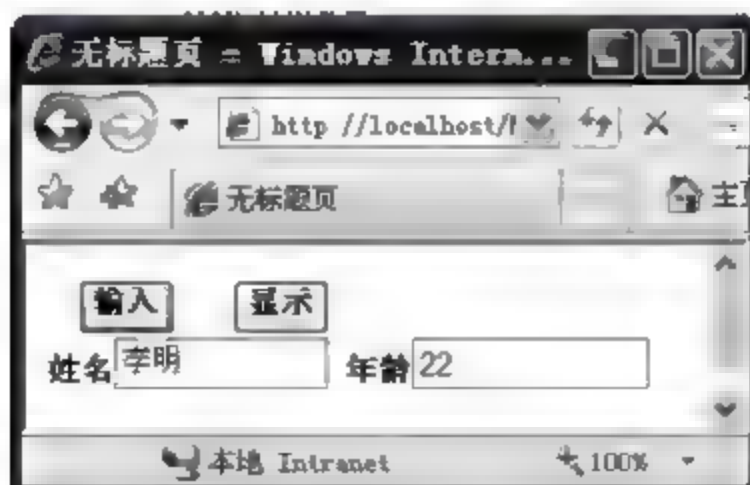 无标题页 - Windows Intern...
http://localhost/
无标题页
输入 显示
姓名 李明 年龄 22
本地 Intranet 100%